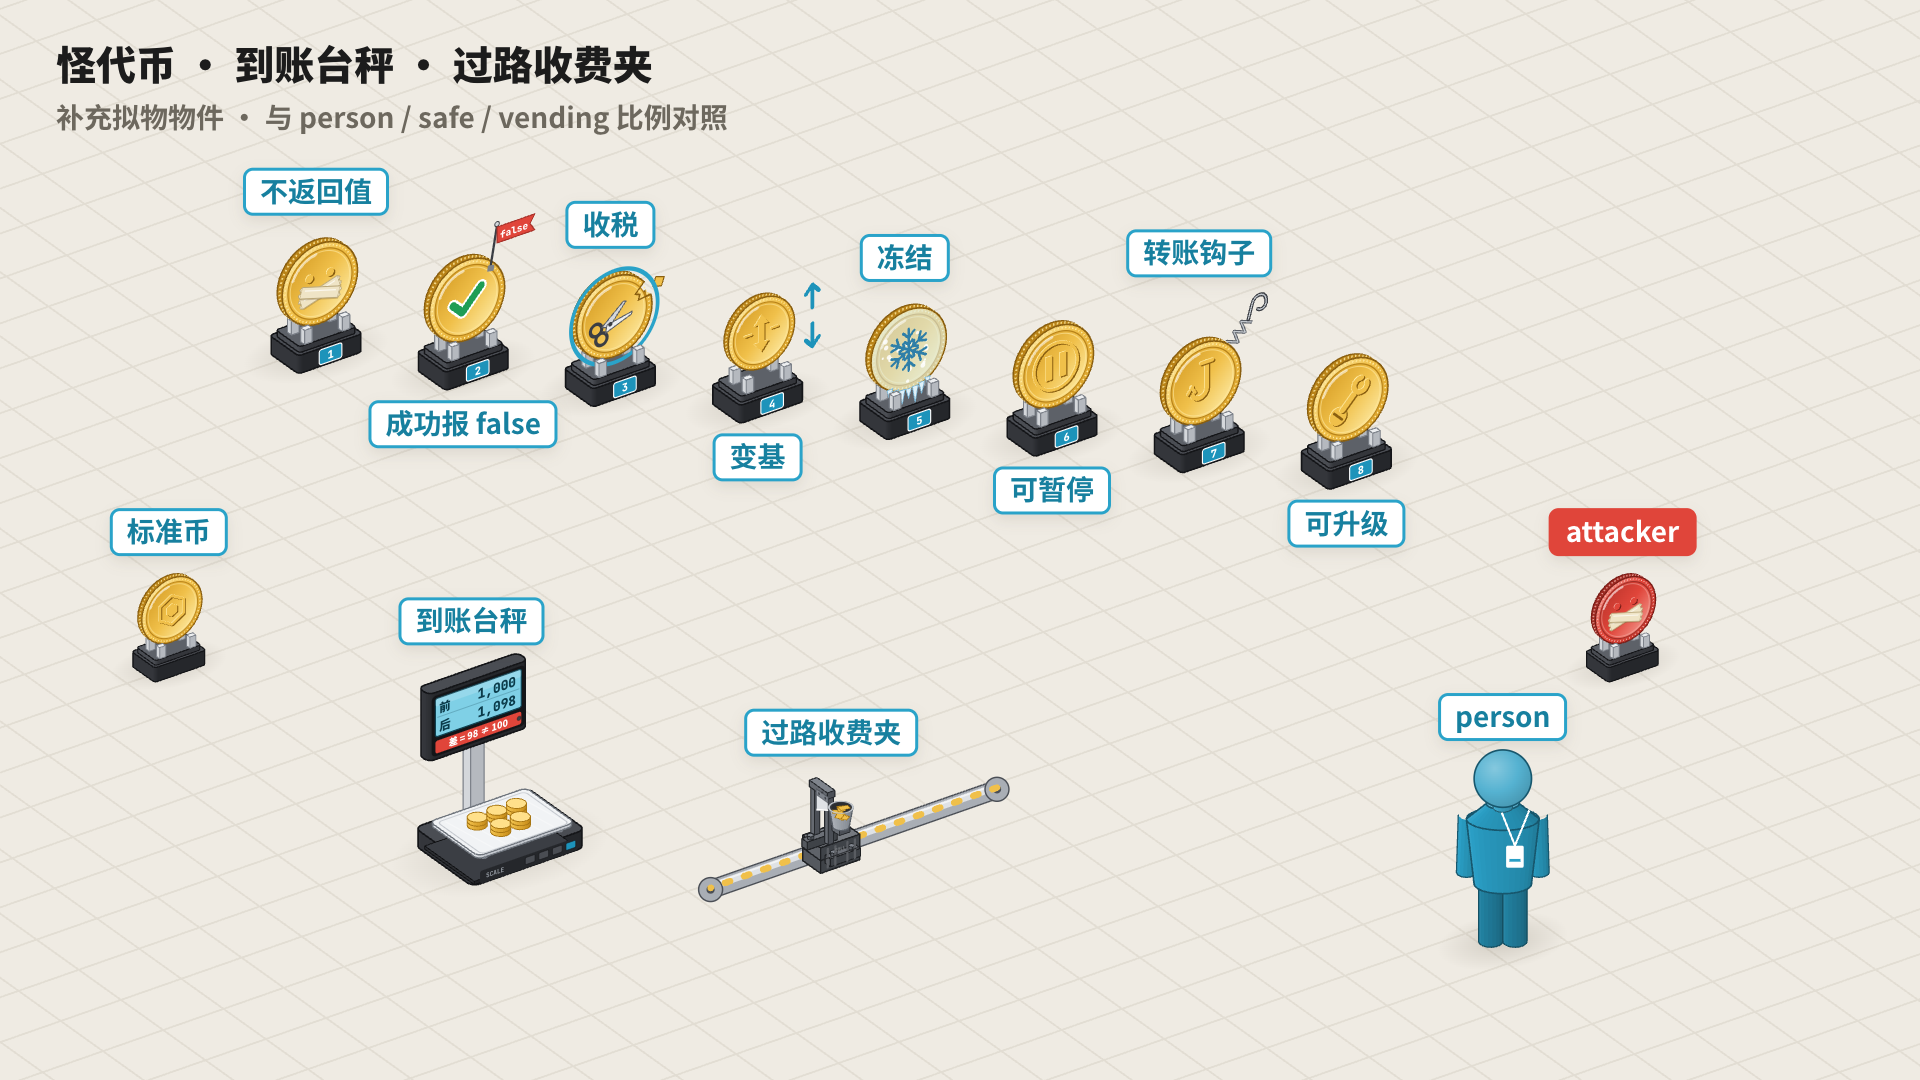 怪代币 · 到账台秤 · 过路收费夹
补充拟物物件 · 与 person / safe / vending 比例对照
不返回值
false
收税
冻结
转账钩子
1
2
3
4
5
6
7
8
成功报 false
变基
可暂停
可升级
标准币
attacker
到账台秤
前 1,000
后 1,098
差=98 ≠ 100
SCALE
过路收费夹
person